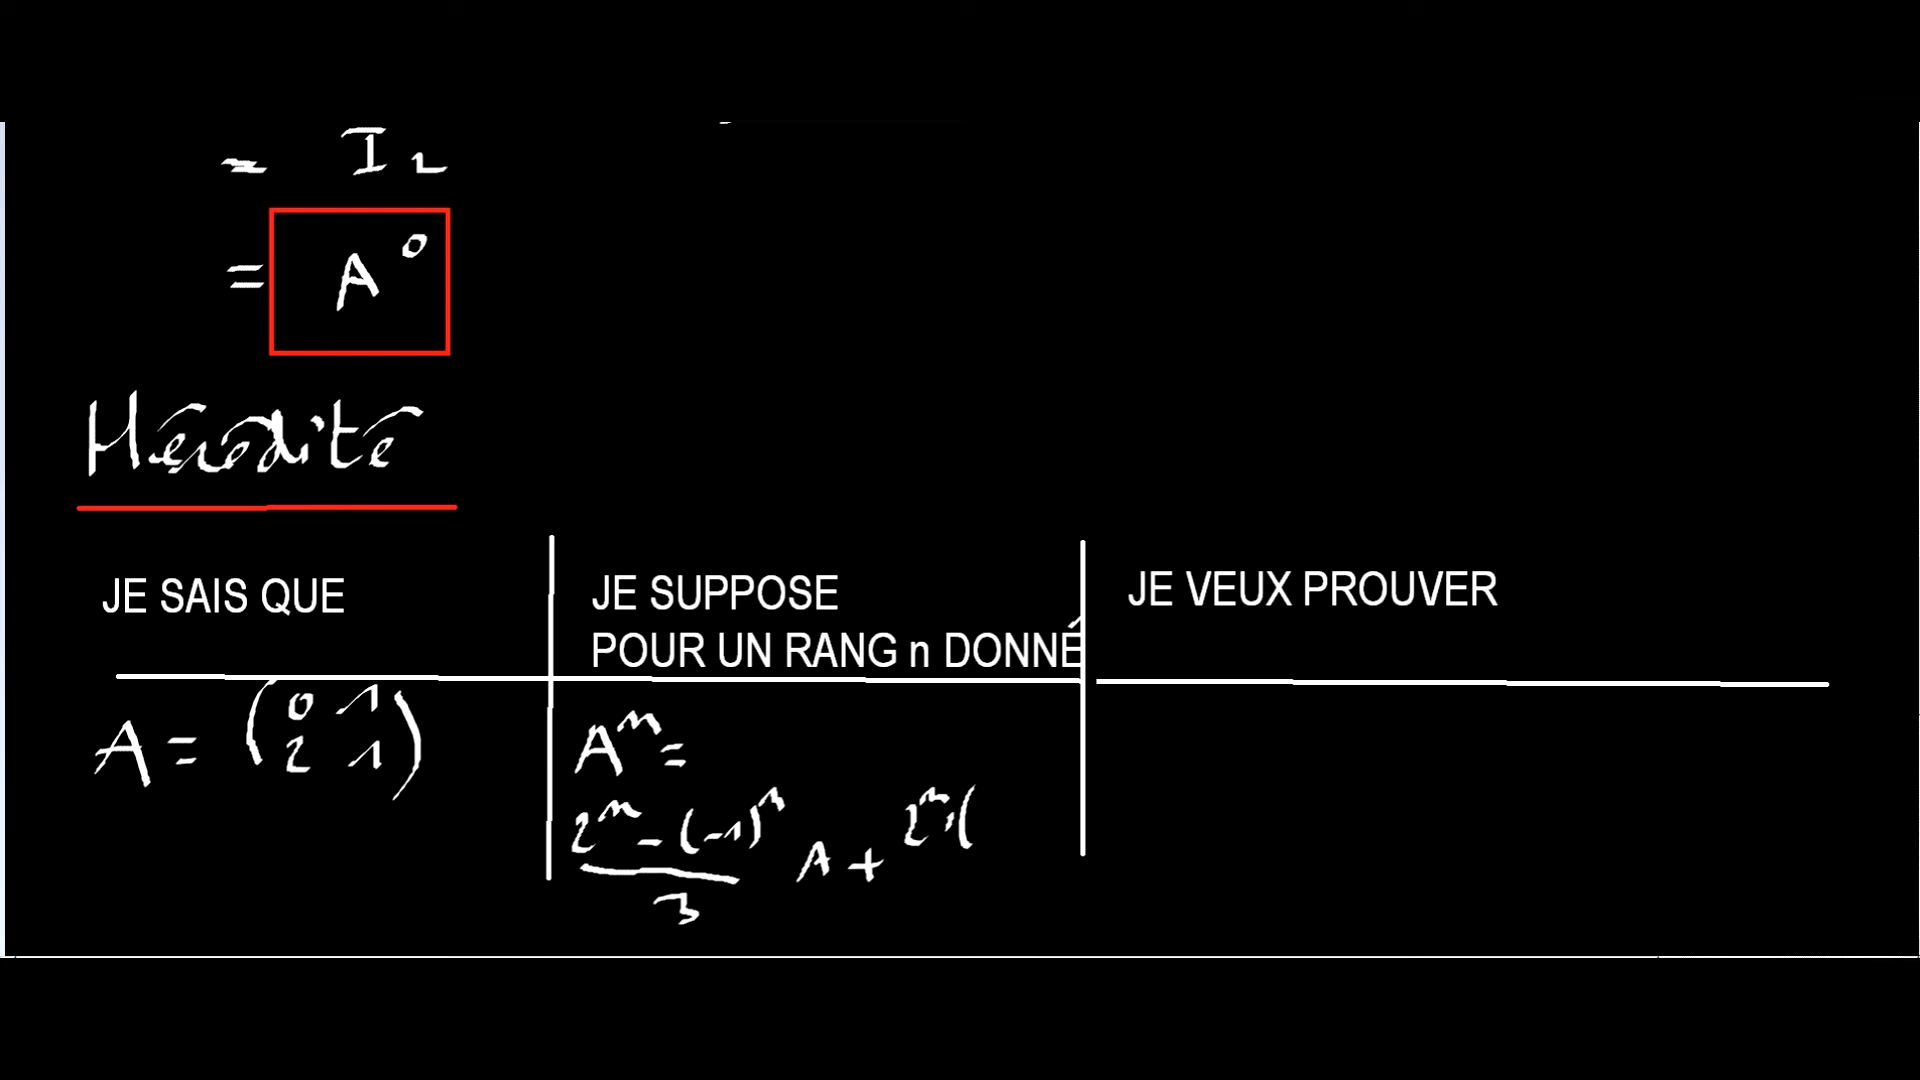 = I₂
= A⁰
Hérédité
JE SAIS QUE
JE SUPPOSE
POUR UN RANG n DONNÉ
JE VEUX PROUVER
A = (0 1
2 1)
Aⁿ =
2ⁿ - (-1)ⁿ A + 2ⁿ + (
3